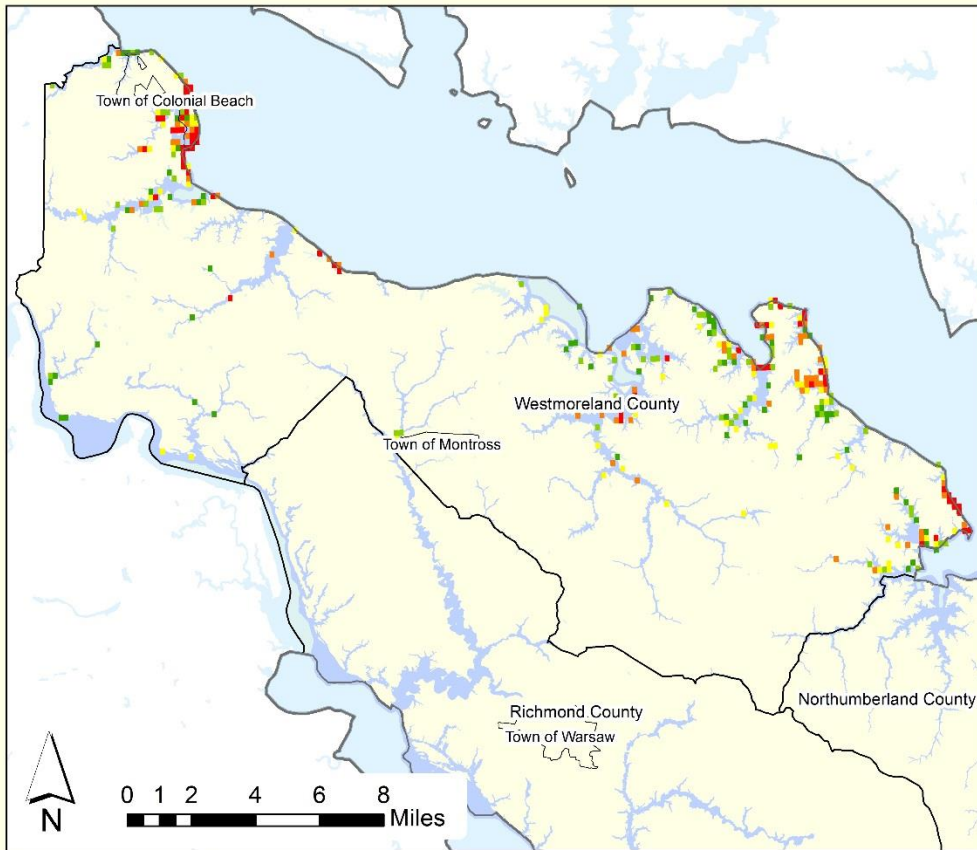 Town of Colonial Beach
Westmoreland County
Town of Montross
Northumberland County
Richmond County
Town of Warsaw
0 1 2 4 6 8
Miles
N